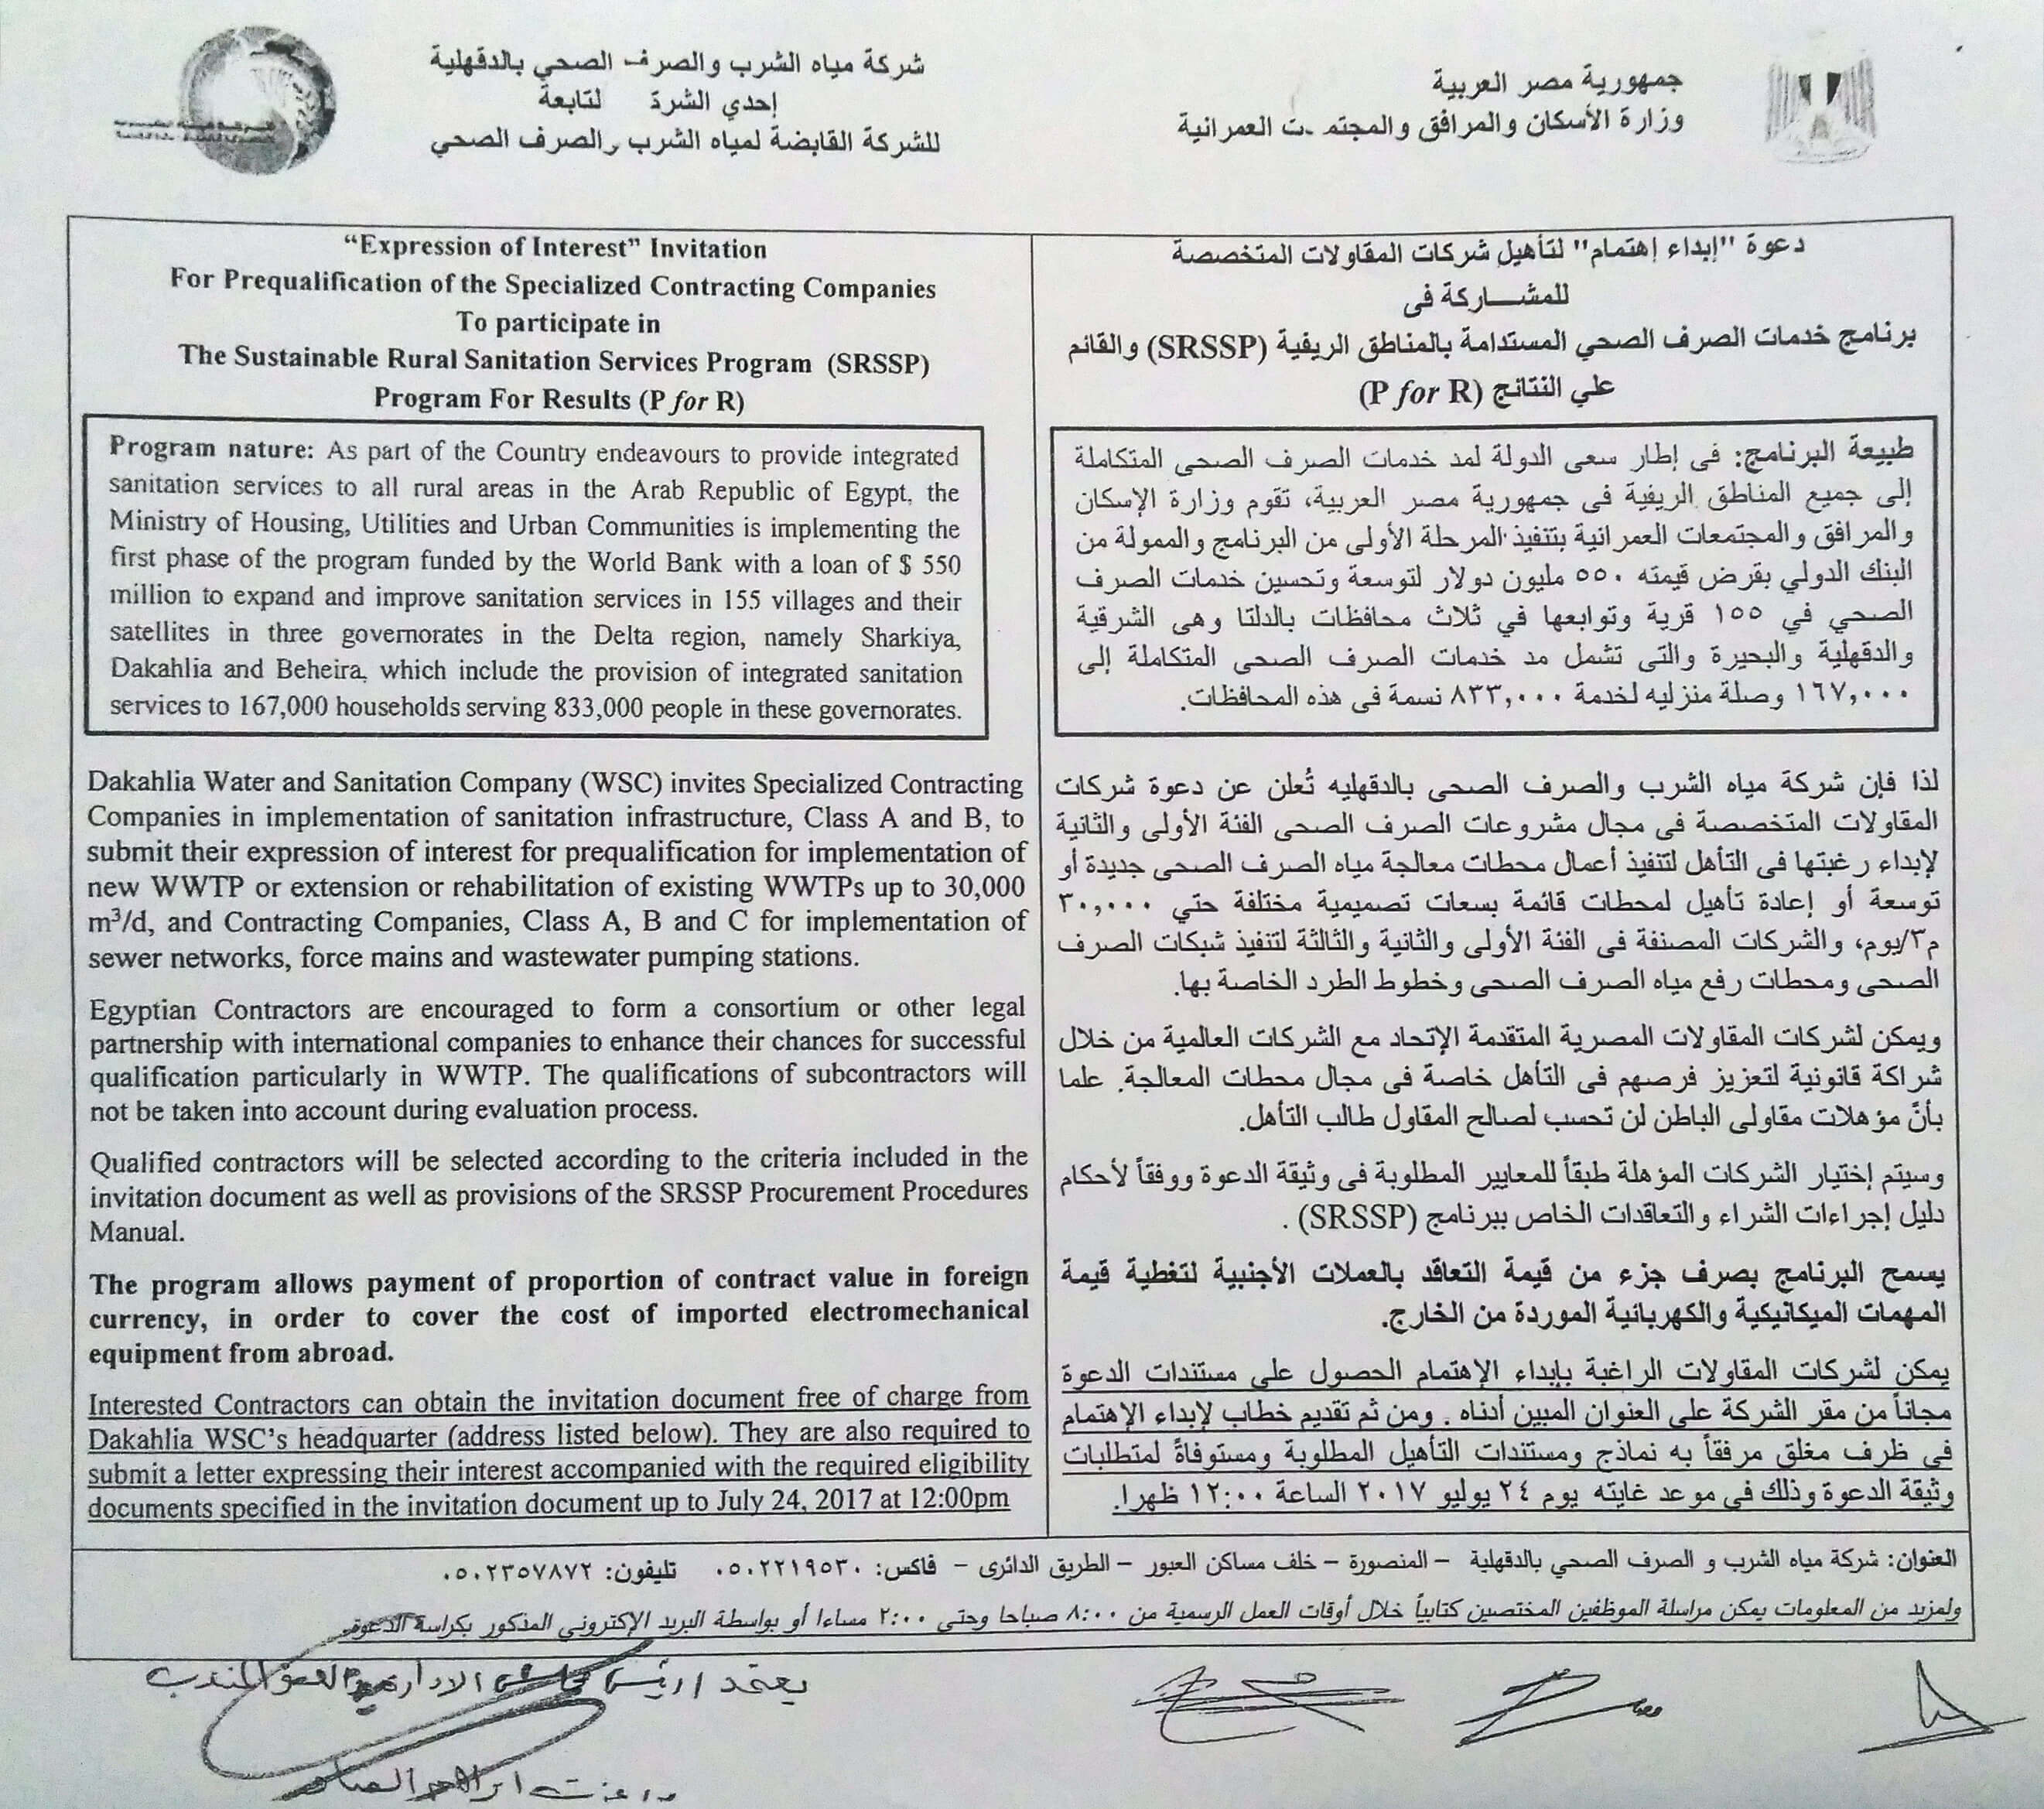 جمهورية مصر العربية
وزارة الأسكان والمرافق والمجتمـ ـت العمرانية
شركة مياه الشرب والصرف الصحي بالدقهلية
إحدي الشرة لتابعة
للشركة القابضة لمياه الشرب والصرف الصحي
“Expression of Interest” Invitation
For Prequalification of the Specialized Contracting Companies
To participate in
The Sustainable Rural Sanitation Services Program (SRSSP)
Program For Results (P for R)
Program nature: As part of the Country endeavours to provide integrated
sanitation services to all rural areas in the Arab Republic of Egypt, the
Ministry of Housing, Utilities and Urban Communities is implementing the
first phase of the program funded by the World Bank with a loan of $ 550
million to expand and improve sanitation services in 155 villages and their
satellites in three governorates in the Delta region, namely Sharkiya,
Dakahlia and Beheira, which include the provision of integrated sanitation
services to 167,000 households serving 833,000 people in these governorates.
Dakahlia Water and Sanitation Company (WSC) invites Specialized Contracting
Companies in implementation of sanitation infrastructure, Class A and B, to
submit their expression of interest for prequalification for implementation of
new WWTP or extension or rehabilitation of existing WWTPs up to 30,000
m³/d, and Contracting Companies, Class A, B and C for implementation of
sewer networks, force mains and wastewater pumping stations.
Egyptian Contractors are encouraged to form a consortium or other legal
partnership with international companies to enhance their chances for successful
qualification particularly in WWTP. The qualifications of subcontractors will
not be taken into account during evaluation process.
Qualified contractors will be selected according to the criteria included in the
invitation document as well as provisions of the SRSSP Procurement Procedures
Manual.
The program allows payment of proportion of contract value in foreign
currency, in order to cover the cost of imported electromechanical
equipment from abroad.
Interested Contractors can obtain the invitation document free of charge from
Dakahlia WSC’s headquarter (address listed below). They are also required to
submit a letter expressing their interest accompanied with the required eligibility
documents specified in the invitation document up to July 24, 2017 at 12:00pm
دعوة "إبداء إهتمام" لتأهيل شركات المقاولات المتخصصة
للمشـــاركة فى
برنامج خدمات الصرف الصحي المستدامة بالمناطق الريفية (SRSSP) والقائم
علي النتائج (P for R)
طبيعة البرنامج: فى إطار سعى الدولة لمد خدمات الصرف الصحى المتكاملة
إلى جميع المناطق الريفية فى جمهورية مصر العربية، تقوم وزارة الإسكان
والمرافق والمجتمعات العمرانية بتنفيذ المرحلة الأولى من البرنامج والممولة من
البنك الدولي بقرض قيمته ٥٥٠ مليون دولار لتوسعة وتحسين خدمات الصرف
الصحي في ١٥٥ قرية وتوابعها في ثلاث محافظات بالدلتا وهى الشرقية
والدقهلية والبحيرة والتى تشمل مد خدمات الصرف الصحى المتكاملة إلى
١٦٧,٠٠٠ وصلة منزليه لخدمة ٨٣٣,٠٠٠ نسمة فى هذه المحافظات.
لذا فإن شركة مياه الشرب والصرف الصحى بالدقهليه تُعلن عن دعوة شركات
المقاولات المتخصصة فى مجال مشروعات الصرف الصحى الفئة الأولى والثانية
لإبداء رغبتها فى التأهل لتنفيذ أعمال محطات معالجة مياه الصرف الصحى جديدة أو
توسعة أو إعادة تأهيل لمحطات قائمة بسعات تصميمية مختلفة حتي ٣٠,٠٠٠
م٣/يوم، والشركات المصنفة فى الفئة الأولى والثانية والثالثة لتنفيذ شبكات الصرف
الصحى ومحطات رفع مياه الصرف الصحى وخطوط الطرد الخاصة بها.
ويمكن لشركات المقاولات المصرية المتقدمة الإتحاد مع الشركات العالمية من خلال
شراكة قانونية لتعزيز فرصهم فى التأهل خاصة فى مجال محطات المعالجة. علما
بأنّ مؤهلات مقاولى الباطن لن تحسب لصالح المقاول طالب التأهل.
وسيتم إختيار الشركات المؤهلة طبقاً للمعايير المطلوبة فى وثيقة الدعوة ووفقاً لأحكام
دليل إجراءات الشراء والتعاقدات الخاص ببرنامج (SRSSP) .
يسمح البرنامج بصرف جزء من قيمة التعاقد بالعملات الأجنبية لتغطية قيمة
المهمات الميكانيكية والكهربائية الموردة من الخارج.
يمكن لشركات المقاولات الراغبة بإبداء الإهتمام الحصول على مستندات الدعوة
مجاناً من مقر الشركة على العنوان المبين أدناه . ومن ثم تقديم خطاب لإبداء الإهتمام
فى ظرف مغلق مرفقاً به نماذج ومستندات التأهيل المطلوبة ومستوفاةً لمتطلبات
وثيقة الدعوة وذلك فى موعد غايته يوم ٢٤ يوليو ٢٠١٧ الساعة ١٢:٠٠ ظهرا.
العنوان: شركة مياه الشرب و الصرف الصحي بالدقهلية – المنصورة – خلف مساكن العبور – الطريق الدائرى – فاكس: ٠٥٠٢٢١٩٥٣٠ تليفون: ٠٥٠٢٣٥٧٨٧٢
ولمزيد من المعلومات يمكن مراسلة الموظفين المختصين كتابياً خلال أوقات العمل الرسمية من ٨:٠٠ صباحا وحتى ٢:٠٠ مساءا أو بواسطة البريد الإكتروني المذكور بكراسة الدعوة.
يعتمد رئيس مجلس الادارة والعضو المنتدب